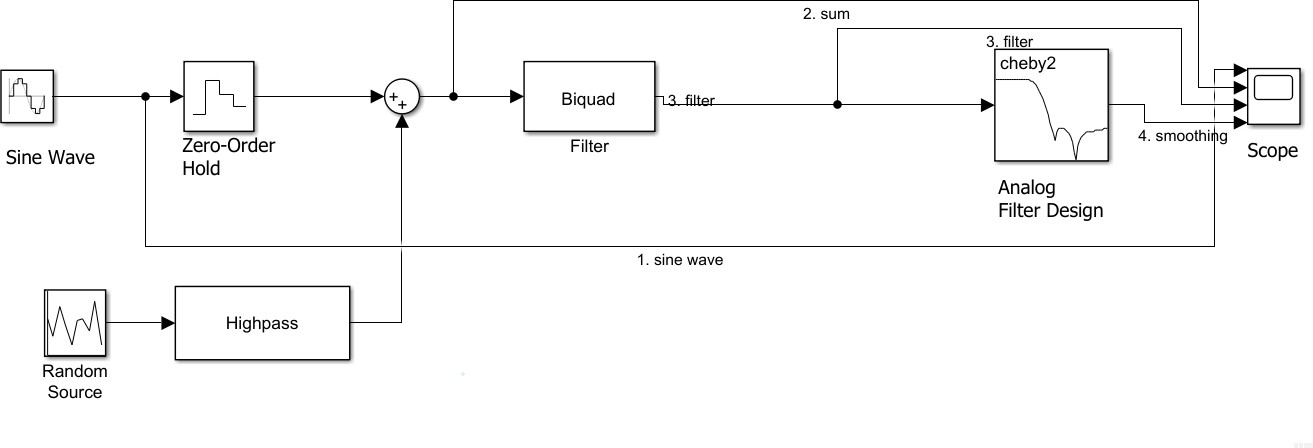 2. sum
3. filter
cheby2
Biquad
3. filter
4. smoothing
Sine Wave
Zero-Order
Hold
Filter
Scope
Analog
Filter Design
1. sine wave
Highpass
Random
Source